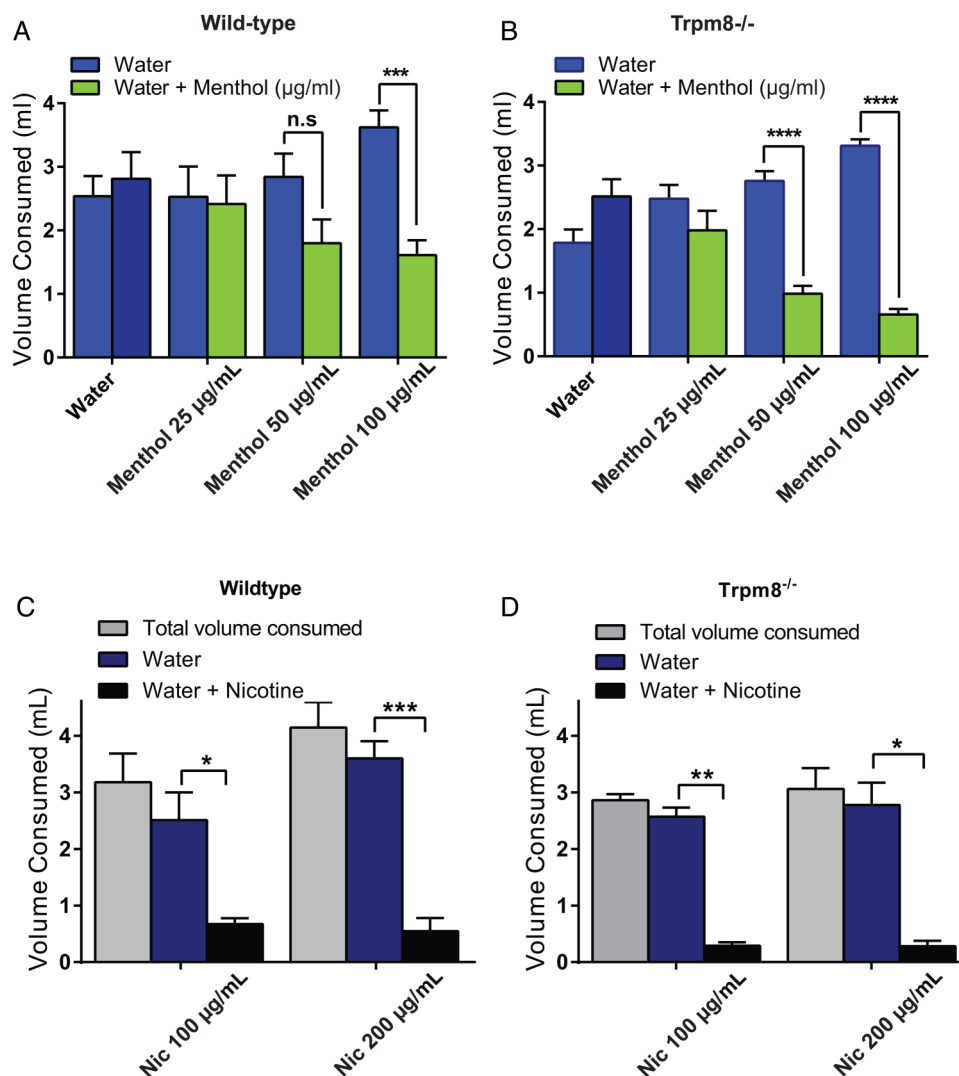 A
Wild-type
Water
Water + Menthol (µg/ml)
Volume Consumed (ml)
4
3
2
1
0
n.s
***
Water
Menthol 25 µg/mL
Menthol 50 µg/mL
Menthol 100 µg/mL
B
Trpm8-/-
Water
Water + Menthol (µg/ml)
Volume Consumed (ml)
4
3
2
1
0
****
****
Water
Menthol 25 µg/mL
Menthol 50 µg/mL
Menthol 100 µg/mL
C
Wildtype
Total volume consumed
Water
Water + Nicotine
Volume Consumed (mL)
4
3
2
1
0
*
***
Nic 100 µg/mL
Nic 200 µg/mL
D
Trpm8-/-
Total volume consumed
Water
Water + Nicotine
Volume Consumed (mL)
4
3
2
1
0
**
*
Nic 100 µg/mL
Nic 200 µg/mL